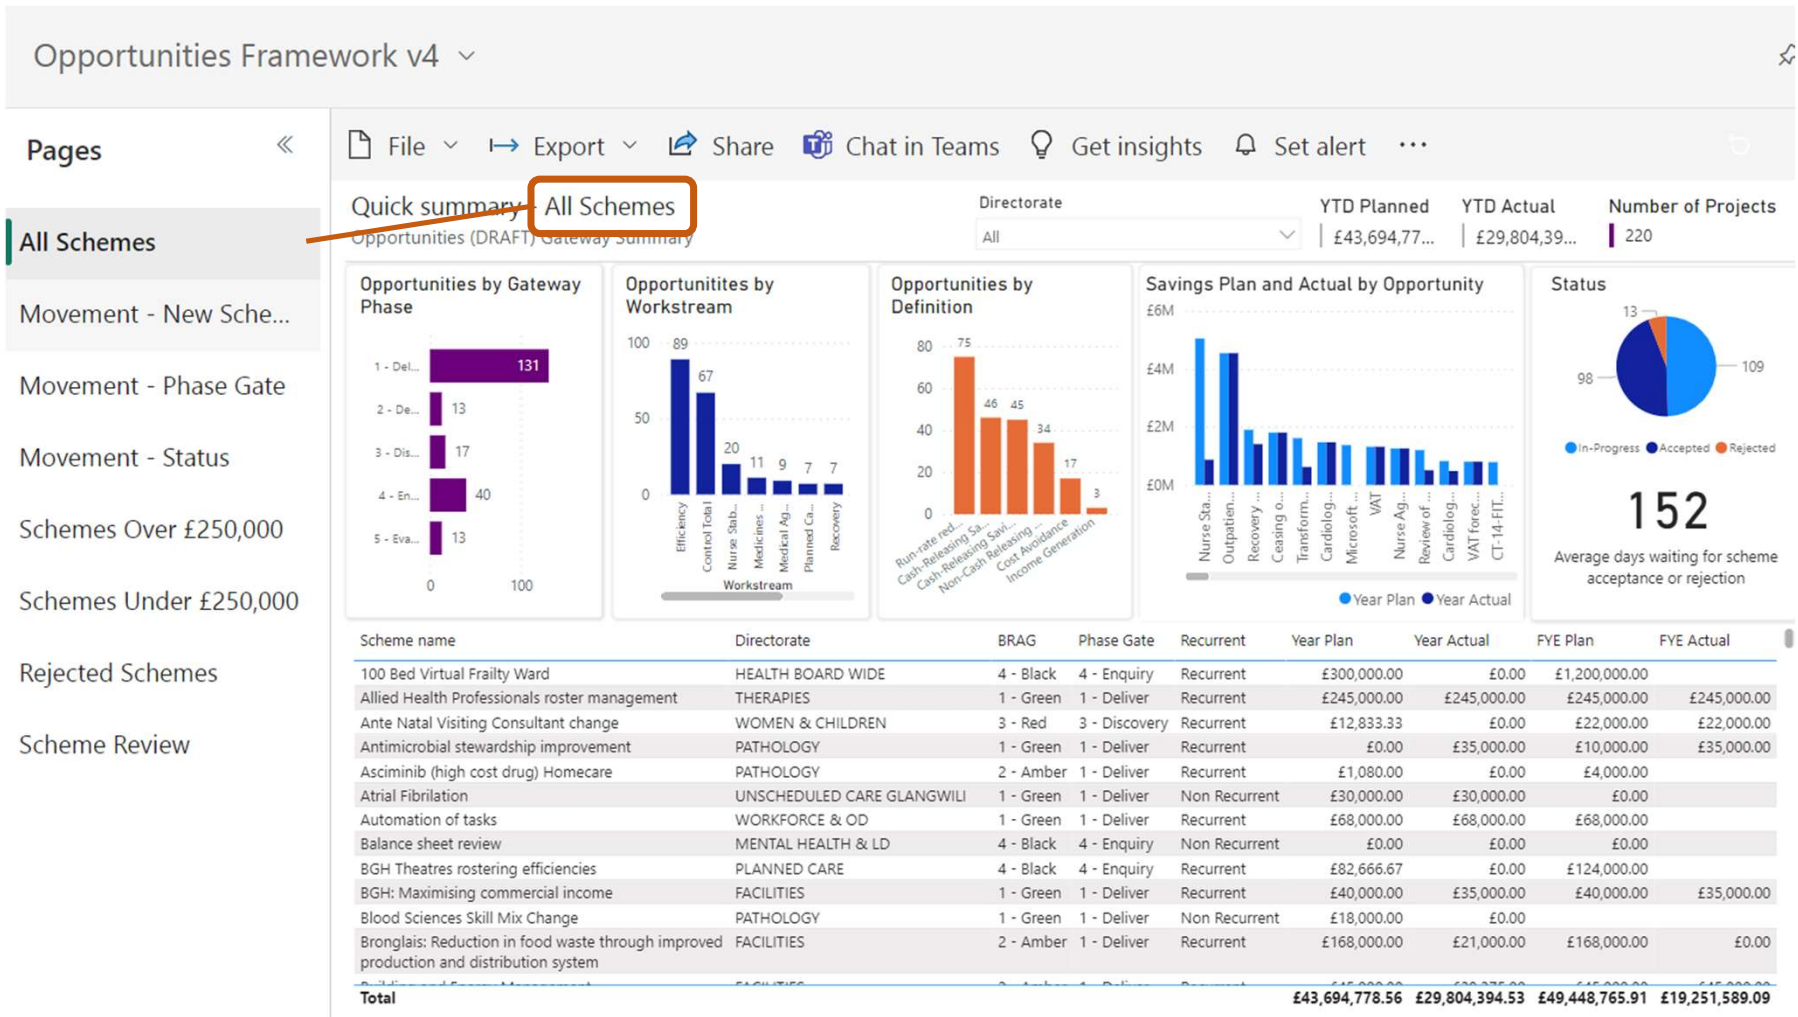 Opportunities Framework v4
Pages
File
Export
Share
Chat in Teams
Get insights
Set alert
All Schemes
Movement - New Sche...
Movement - Phase Gate
Movement - Status
Schemes Over £250,000
Schemes Under £250,000
Rejected Schemes
Scheme Review
Quick summary - All Schemes
Opportunities (DRAFT) Gateway Summary
Directorate
All
YTD Planned
£43,694,77...
YTD Actual
£29,804,39...
Number of Projects
220
Opportunities by Gateway
Phase
1 - Del...
131
2 - De...
13
3 - Dis...
17
4 - En...
40
5 - Eva...
13
0
100
Opportunitites by
Workstream
100
50
0
89
67
20
11
9
7
7
Efficiency
Control Total
Nurse Stab...
Medicines ...
Medical Ag...
Planned Ca...
Recovery
Workstream
Opportunities by
Definition
80
60
40
20
0
75
46
45
34
17
3
Run-rate red...
Cash-Releasing Sa...
Cash-Releasing Savi...
Non-Cash Releasing ...
Cost Avoidance
Income Generation
Savings Plan and Actual by Opportunity
£6M
£4M
£2M
£0M
Nurse Sta...
Outpatien...
Recovery ...
Ceasing o...
Transform...
Cardiolog...
Microsoft ...
VAT
Nurse Ag...
Review of ...
Cardiolog...
VAT forec...
CT-14-FIT...
Year Plan Year Actual
Status
13
109
98
In-Progress Accepted Rejected
152
Average days waiting for scheme
acceptance or rejection
Scheme name Directorate BRAG Phase Gate Recurrent Year Plan Year Actual FYE Plan FYE Actual
100 Bed Virtual Frailty Ward HEALTH BOARD WIDE 4 - Black 4 - Enquiry Recurrent £300,000.00 £0.00 £1,200,000.00
Allied Health Professionals roster management THERAPIES 1 - Green 1 - Deliver Recurrent £245,000.00 £245,000.00 £245,000.00 £245,000.00
Ante Natal Visiting Consultant change WOMEN & CHILDREN 3 - Red 3 - Discovery Recurrent £12,833.33 £0.00 £22,000.00 £22,000.00
Antimicrobial stewardship improvement PATHOLOGY 1 - Green 1 - Deliver Recurrent £0.00 £35,000.00 £10,000.00 £35,000.00
Asciminib (high cost drug) Homecare PATHOLOGY 2 - Amber 1 - Deliver Recurrent £1,080.00 £0.00 £4,000.00
Atrial Fibrilation UNSCHEDULED CARE GLANGWILI 1 - Green 1 - Deliver Non Recurrent £30,000.00 £30,000.00 £0.00
Automation of tasks WORKFORCE & OD 1 - Green 1 - Deliver Recurrent £68,000.00 £68,000.00 £68,000.00
Balance sheet review MENTAL HEALTH & LD 4 - Black 4 - Enquiry Non Recurrent £0.00 £0.00 £0.00
BGH Theatres rostering efficiencies PLANNED CARE 4 - Black 4 - Enquiry Recurrent £82,666.67 £0.00 £124,000.00
BGH: Maximising commercial income FACILITIES 1 - Green 1 - Deliver Recurrent £40,000.00 £35,000.00 £40,000.00 £35,000.00
Blood Sciences Skill Mix Change PATHOLOGY 1 - Green 1 - Deliver Non Recurrent £18,000.00 £0.00
Bronglais: Reduction in food waste through improved FACILITIES 2 - Amber 1 - Deliver Recurrent £168,000.00 £21,000.00 £168,000.00 £0.00
production and distribution system
Total £43,694,778.56 £29,804,394.53 £49,448,765.91 £19,251,589.09